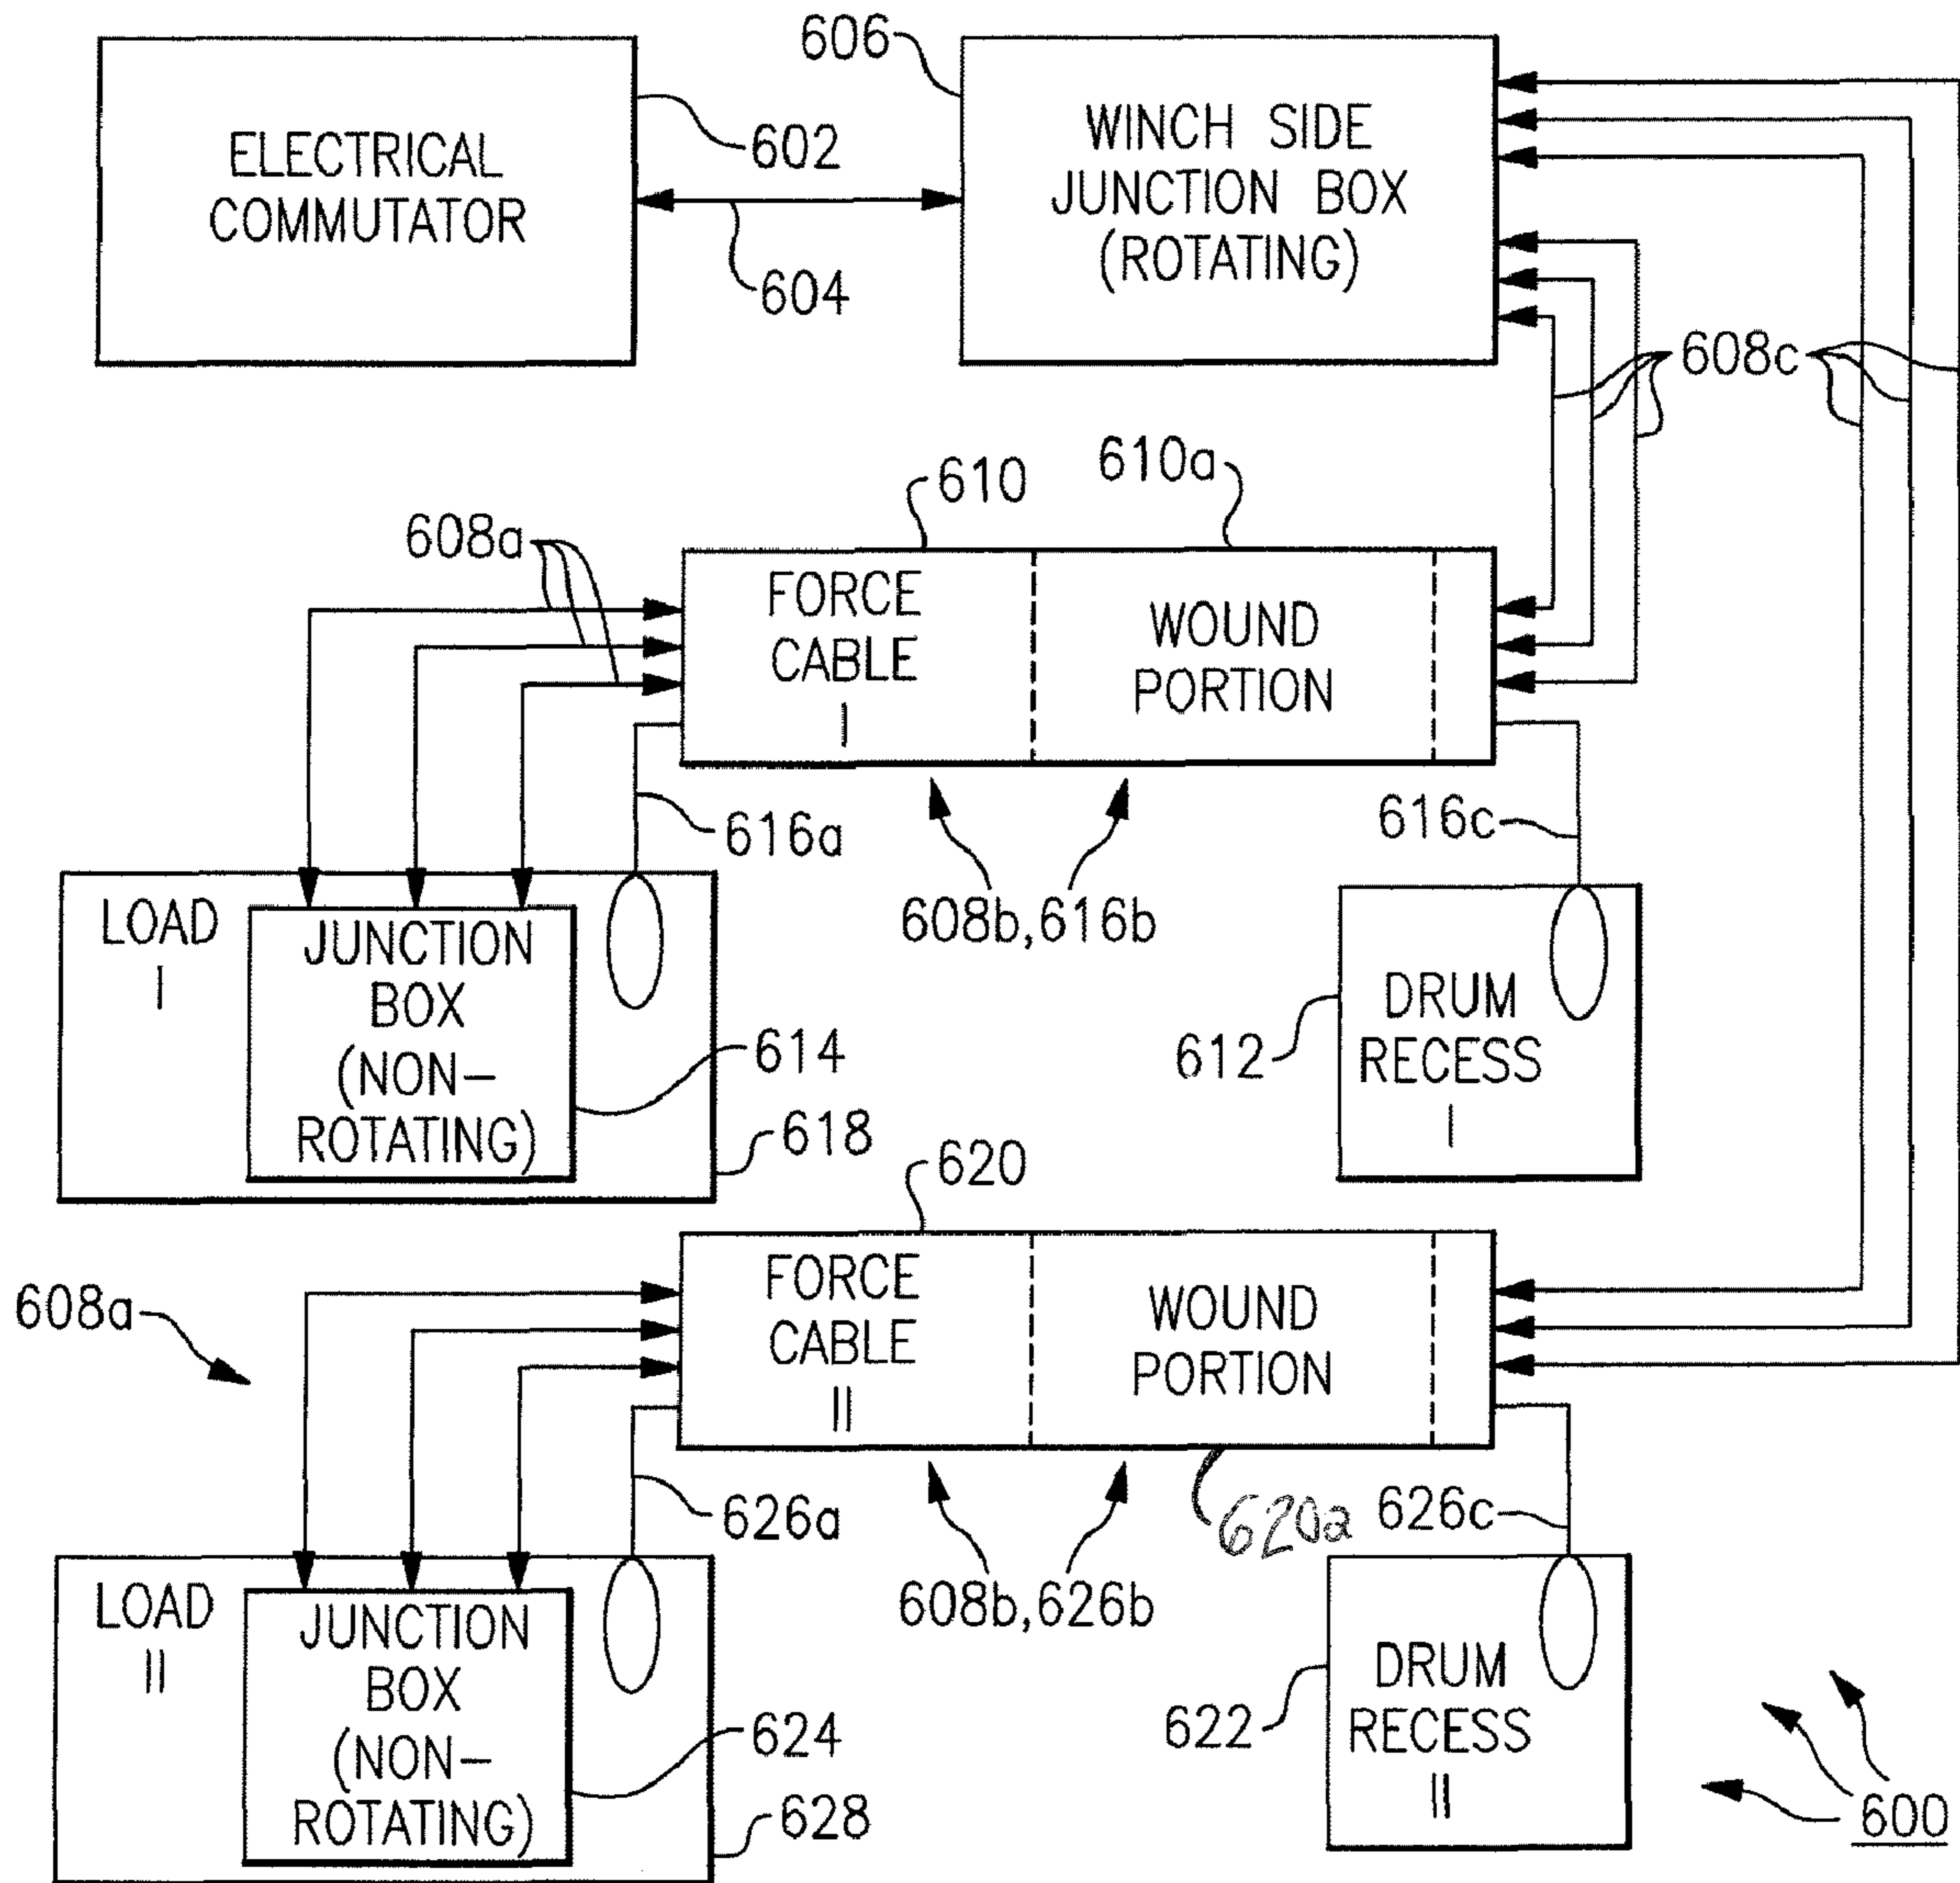 606
ELECTRICAL
COMMUTATOR
602
604
WINCH SIDE
JUNCTION BOX
(ROTATING)
608c
610
610a
608a
FORCE
CABLE
I
WOUND
PORTION
616a
608b,616b
616c
LOAD
I
JUNCTION
BOX
(NON-
ROTATING)
614
618
612
DRUM
RECESS
I
620
608a
FORCE
CABLE
II
WOUND
PORTION
626a
608b,626b
620a
626c
LOAD
II
JUNCTION
BOX
(NON-
ROTATING)
624
628
622
DRUM
RECESS
II
600